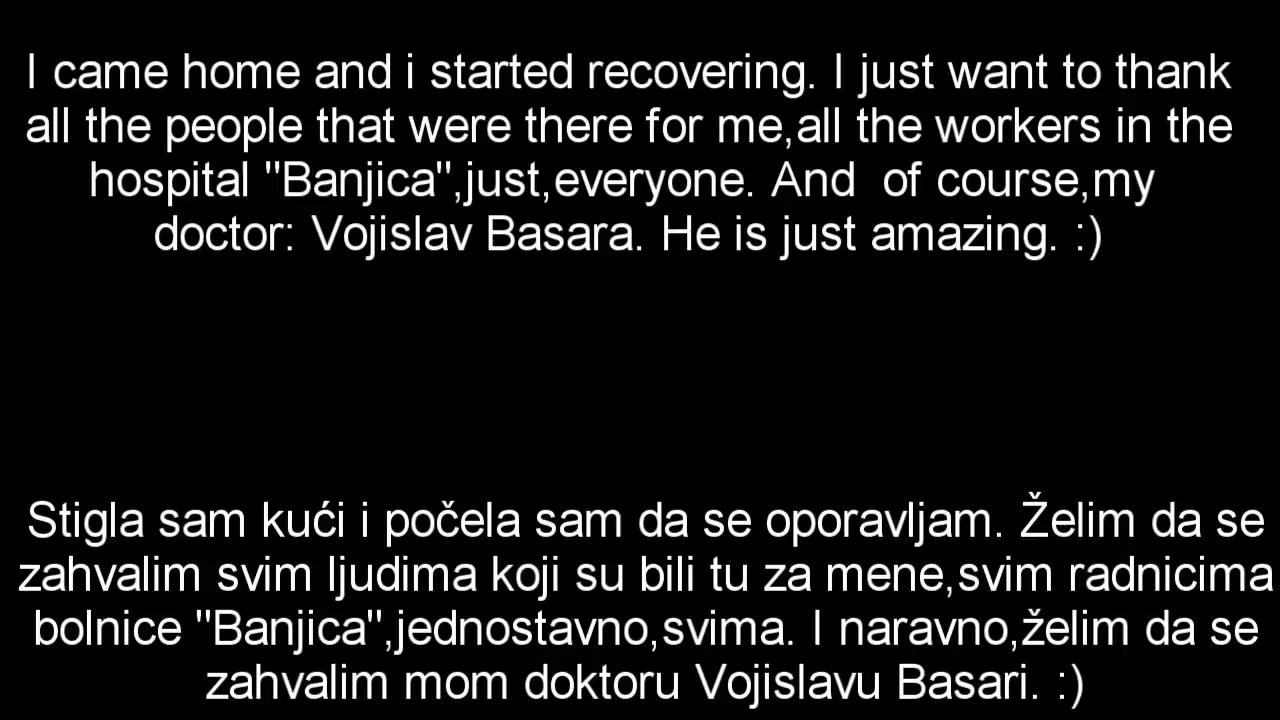 I came home and i started recovering. I just want to thank
all the people that were there for me,all the workers in the
hospital "Banjica",just,everyone. And  of course,my
doctor: Vojislav Basara. He is just amazing. :)
Stigla sam kući i počela sam da se oporavljam. Želim da se
zahvalim svim ljudima koji su bili tu za mene,svim radnicima
bolnice "Banjica",jednostavno,svima. I naravno,želim da se
zahvalim mom doktoru Vojislavu Basari. :)